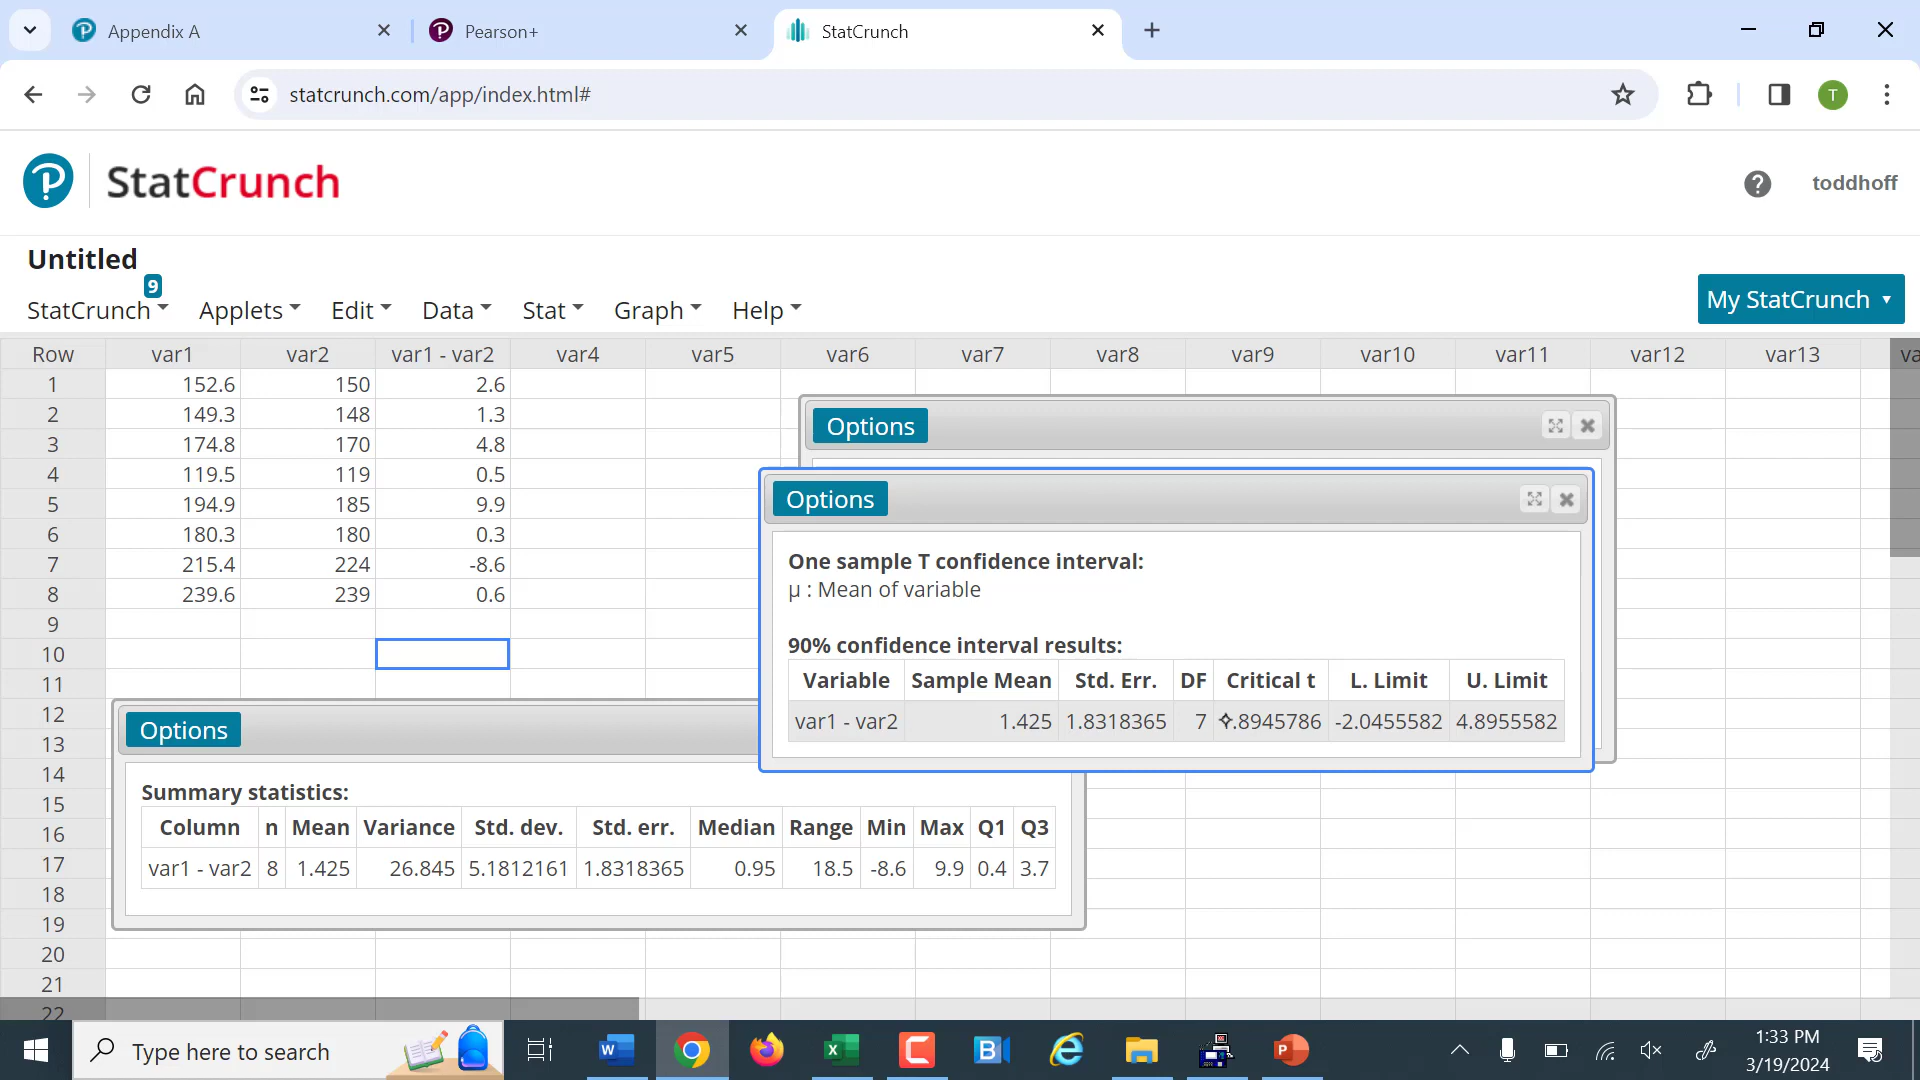 Appendix A
Pearson+
StatCrunch
statcrunch.com/app/index.html#
T
StatCrunch
toddhoff
Untitled
9
StatCrunch Applets Edit Data Stat Graph Help
My StatCrunch
Row var1 var2 var1 - var2 var4 var5 var6 var7 var8 var9 var10 var11 var12 var13 va
1 152.6 150 2.6
2 149.3 148 1.3
3 174.8 170 4.8
4 119.5 119 0.5
5 194.9 185 9.9
6 180.3 180 0.3
7 215.4 224 -8.6
8 239.6 239 0.6
9
10
11
12
13
14
15
16
17
18
19
20
21
22
Options
Options
One sample T confidence interval:
μ : Mean of variable
90% confidence interval results:
Variable Sample Mean Std. Err. DF Critical t L. Limit U. Limit
var1 - var2 1.425 1.8318365 7 .8945786 -2.0455582 4.8955582
Options
Summary statistics:
Column n Mean Variance Std. dev. Std. err. Median Range Min Max Q1 Q3
var1 - var2 8 1.425 26.845 5.1812161 1.8318365 0.95 18.5 -8.6 9.9 0.4 3.7
Type here to search
1:33 PM
3/19/2024